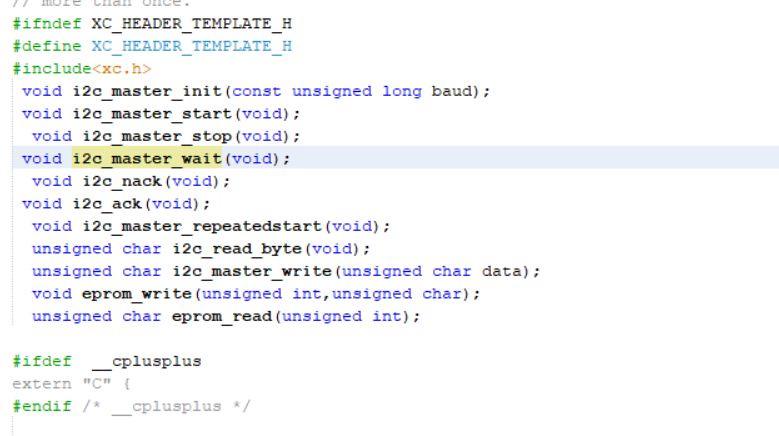 // more than once.
#ifndef XC_HEADER_TEMPLATE_H
#define XC_HEADER_TEMPLATE_H
#include<xc.h>
void i2c_master_init(const unsigned long baud);
void i2c_master_start(void);
void i2c_master_stop(void);
void i2c_master_wait(void);
void i2c_nack(void);
void i2c_ack(void);
void i2c_master_repeatedstart(void);
unsigned char i2c_read_byte(void);
unsigned char i2c_master_write(unsigned char data);
void eprom_write(unsigned int,unsigned char);
unsigned char eprom_read(unsigned int);
#ifdef __cplusplus
extern "C" {
#endif /* __cplusplus */